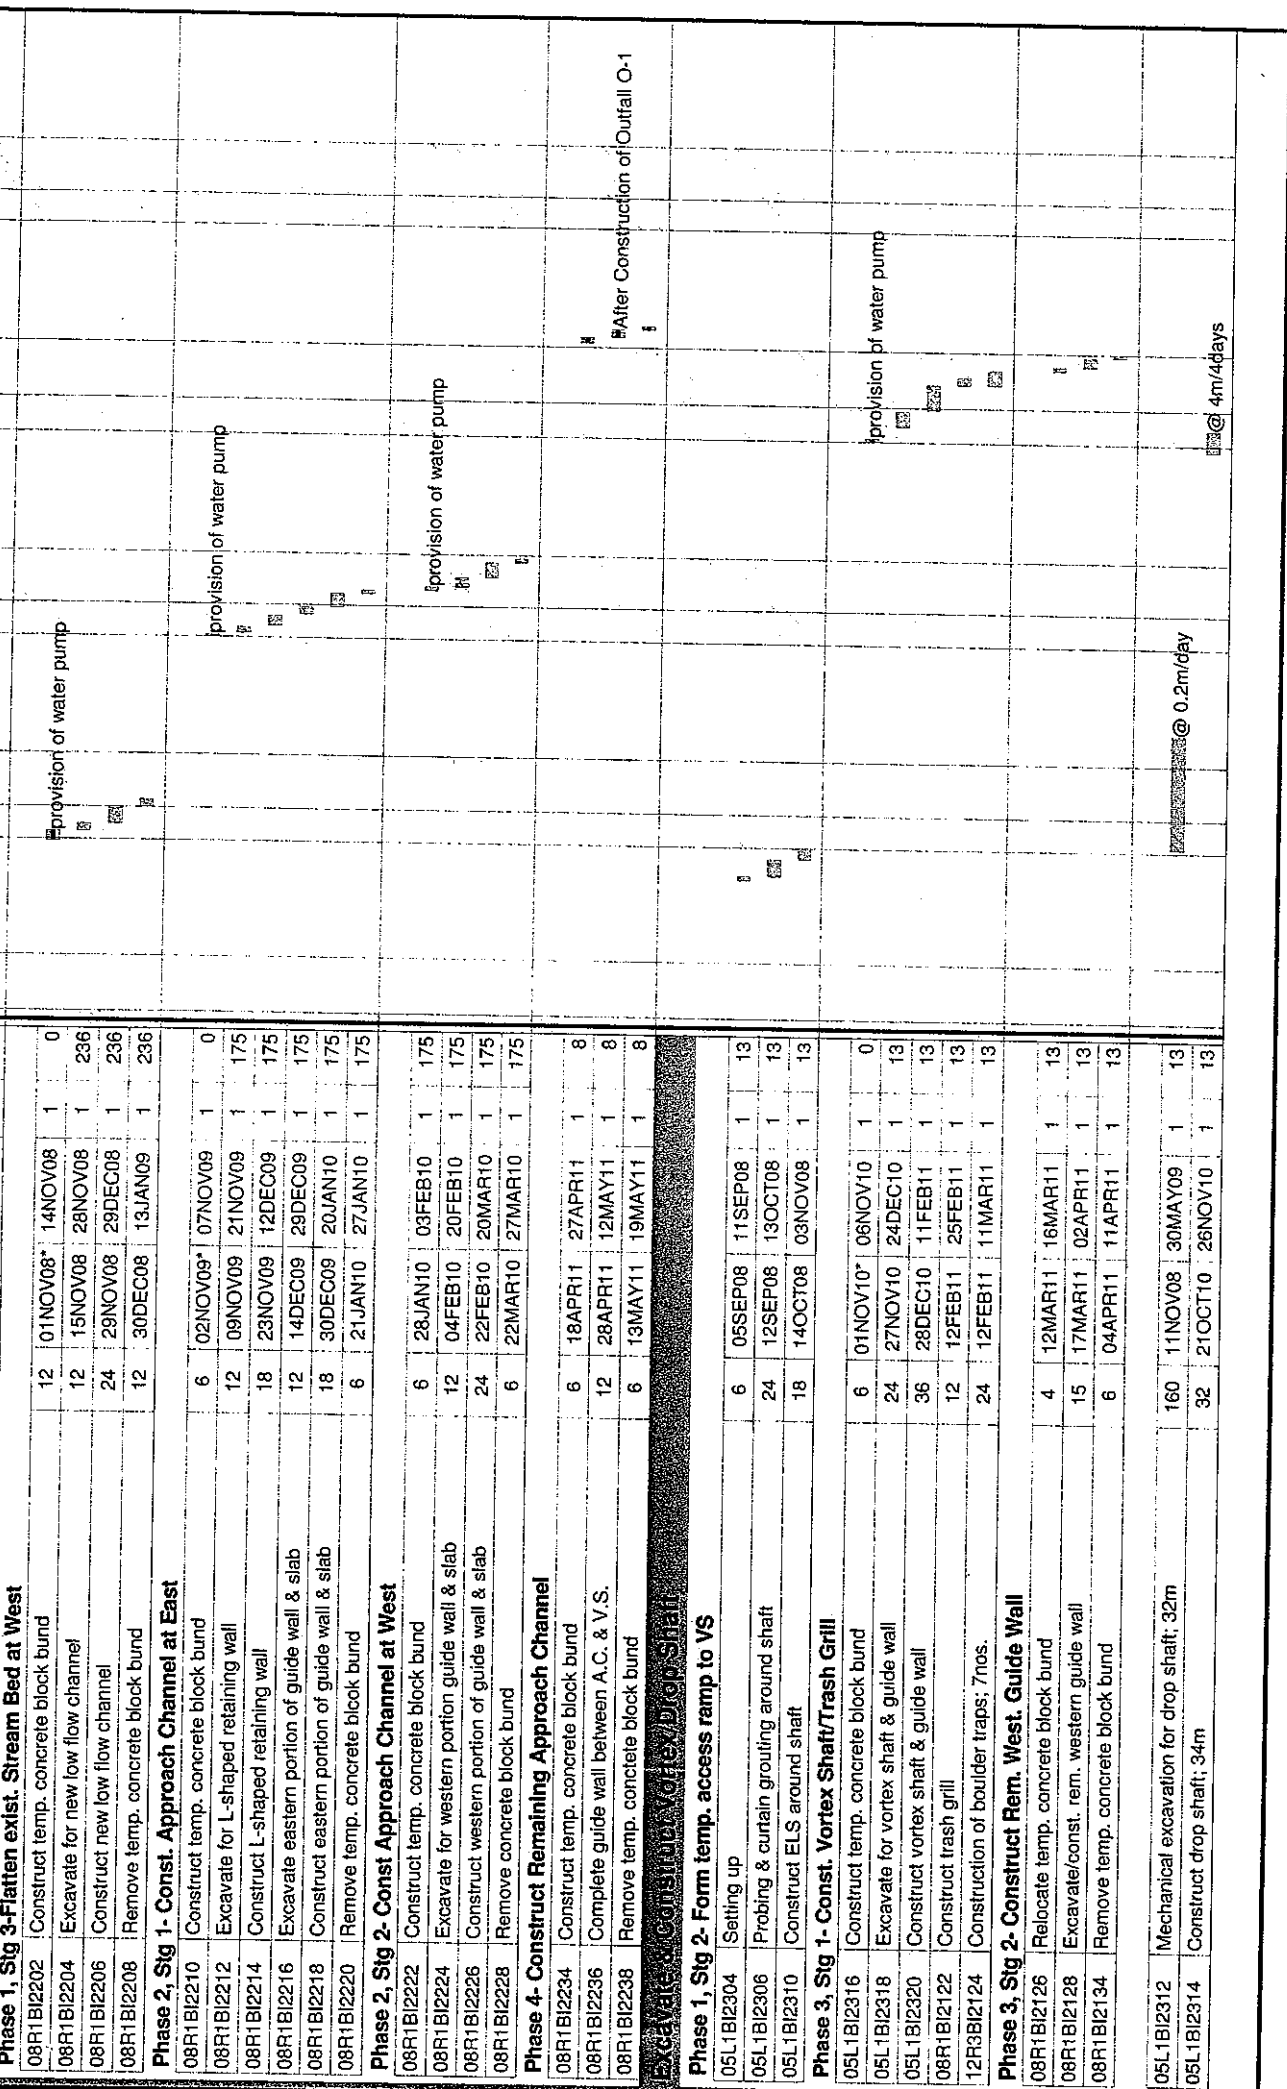 Phase 1, Stg 3-Flatten exist. Stream Bed at West
08R1BI2202 Construct temp. concrete block bund 12 01NOV08* 14NOV08 1 0 provision of water pump
08R1BI2204 Excavate for new low flow channel 12 15NOV08 28NOV08 1 236
08R1BI2206 Construct new low flow channel 24 29NOV08 29DEC08 1 236
08R1BI2208 Remove temp. concrete block bund 12 30DEC08 13JAN09 1 236
Phase 2, Stg 1- Const. Approach Channel at East
08R1BI2210 Construct temp. concrete block bund 6 02NOV09* 07NOV09 1 0 provision of water pump
08R1BI2212 Excavate for L-shaped retaining wall 12 09NOV09 21NOV09 1 175
08R1BI2214 Construct L-shaped retaining wall 18 23NOV09 12DEC09 1 175
08R1BI2216 Excavate eastern portion of guide wall & slab 12 14DEC09 29DEC09 1 175
08R1BI2218 Construct eastern portion of guide wall & slab 18 30DEC09 20JAN10 1 175
08R1BI2220 Remove temp. concrete blcok bund 6 21JAN10 27JAN10 1 175
Phase 2, Stg 2- Const Approach Channel at West
08R1BI2222 Construct temp. concrete block bund 6 28JAN10 03FEB10 1 175 provision of water pump
08R1BI2224 Excavate for western portion guide wall & slab 12 04FEB10 20FEB10 1 175
08R1BI2226 Construct western portion of guide wall & slab 24 22FEB10 20MAR10 1 175
08R1BI2228 Remove concrete block bund 6 22MAR10 27MAR10 1 175
Phase 4- Construct Remaining Approach Channel
08R1BI2234 Construct temp. concrete block bund 6 18APR11 27APR11 1 8
08R1BI2236 Complete guide wall between A.C. & V.S. 12 28APR11 12MAY11 1 8 After Construction of Outfall O-1
08R1BI2238 Remove temp. conctete block bund 6 13MAY11 19MAY11 1 8
Excavate & Construct Vortex/Drop Shaft
Phase 1, Stg 2- Form temp. access ramp to VS
05L1BI2304 Setting up 6 05SEP08 11SEP08 1 13
05L1BI2306 Probing & curtain grouting around shaft 24 12SEP08 13OCT08 1 13
05L1BI2310 Construct ELS around shaft 18 14OCT08 03NOV08 1 13
Phase 3, Stg 1- Const. Vortex Shaft/Trash Grill
05L1BI2316 Construct temp. concrete block bund 6 01NOV10* 06NOV10 1 0 provision of water pump
05L1BI2318 Excavate for vortex shaft & guide wall 24 27NOV10 24DEC10 1 13
05L1BI2320 Construct vortex shaft & guide wall 36 28DEC10 11FEB11 1 13
08R1BI2122 Construct trash grill 12 12FEB11 25FEB11 1 13
12R3BI2124 Construction of boulder traps; 7nos. 24 12FEB11 11MAR11 1 13
Phase 3, Stg 2- Construct Rem. West. Guide Wall
08R1BI2126 Relocate temp. concrete block bund 4 12MAR11 16MAR11 1 13
08R1BI2128 Excavate/const. rem. western guide wall 15 17MAR11 02APR11 1 13
08R1BI2134 Remove temp. concrete block bund 6 04APR11 11APR11 1 13
05L1BI2312 Mechanical excavation for drop shaft; 32m 160 11NOV08 30MAY09 1 13 @ 0.2m/day
05L1BI2314 Construct drop shaft; 34m 32 21OCT10 26NOV10 1 13 @ 4m/4days